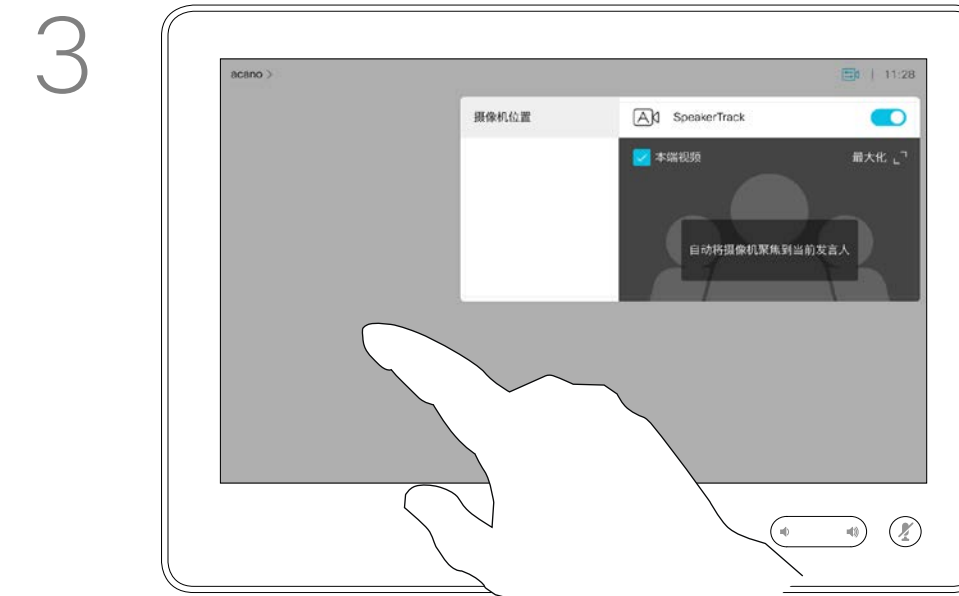 3
acano >
11:28
摄像机位置
SpeakerTrack
本端视频
最大化
自动将摄像机聚焦到当前发言人